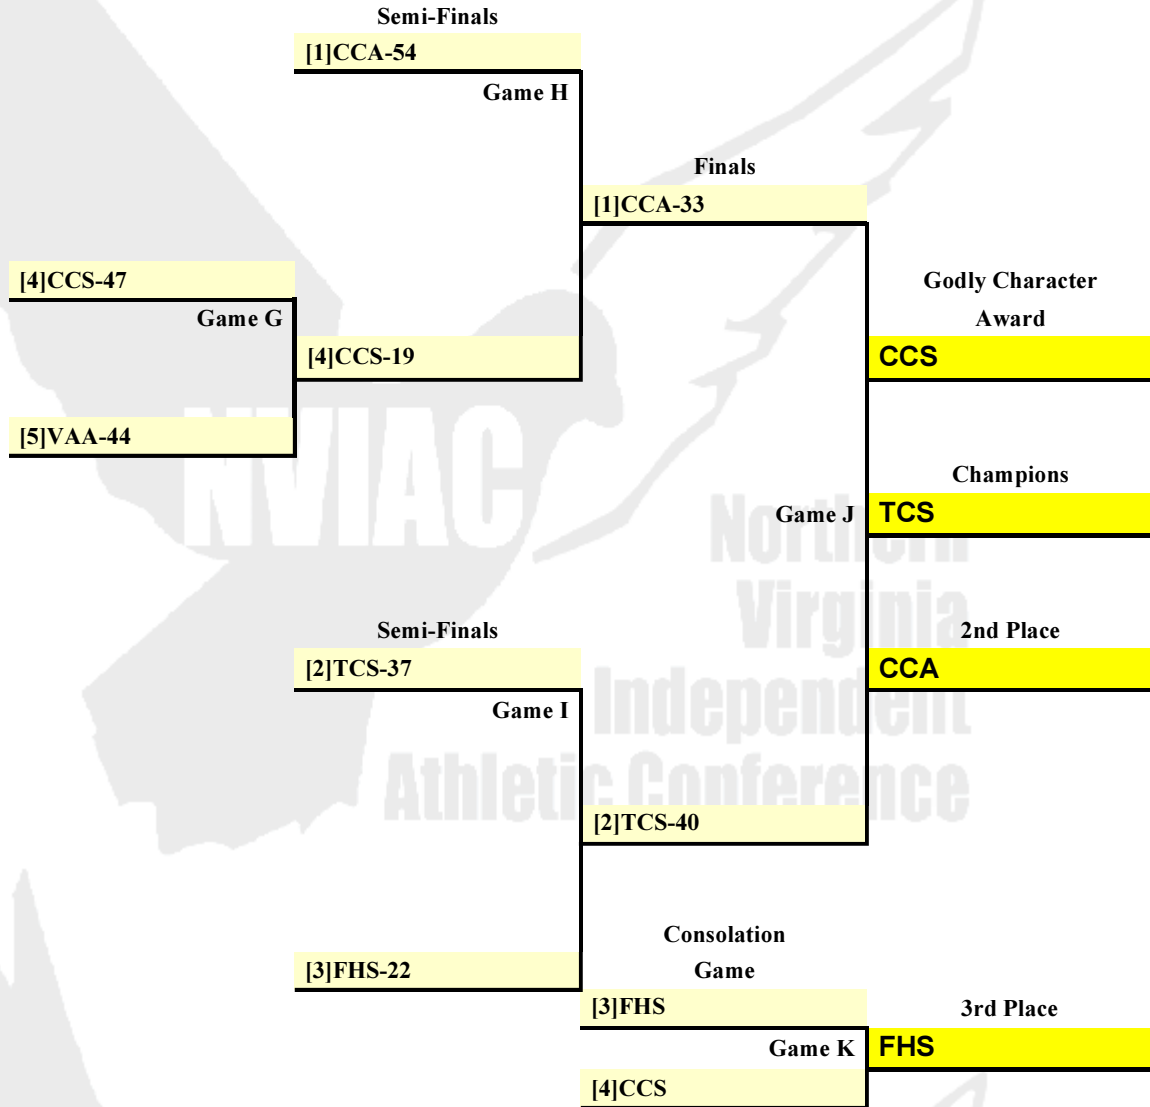 Semi-Finals
[1]CCA-54
Game H
Finals
[1]CCA-33
[4]CCS-47
Godly Character
Game G
Award
[4]CCS-19
CCS
[5]VAA-44
NVIAC
Champions
Game J
TCS
Northern
Virginia
Semi-Finals
2nd Place
[2]TCS-37
CCA
Game I
Independent
Athletic Conference
[2]TCS-40
Consolation
[3]FHS-22
Game
[3]FHS
3rd Place
Game K
FHS
[4]CCS